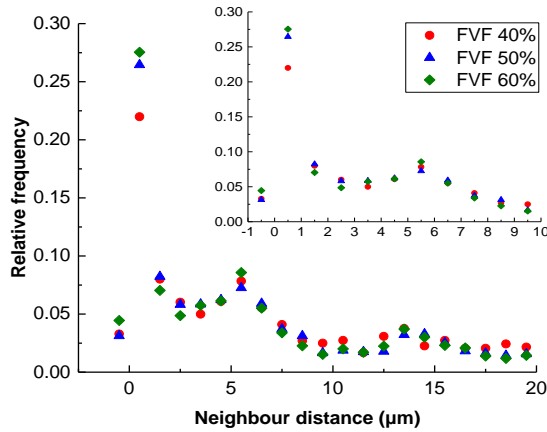 0.30
0.25
0.20
0.15
0.10
0.05
0.00
Relative frequency
0.30
0.25
0.20
0.15
0.10
0.05
0.00
-1 0 1 2 3 4 5 6 7 8 9 10
FVF 40%
FVF 50%
FVF 60%
0 5 10 15 20
Neighbour distance (µm)